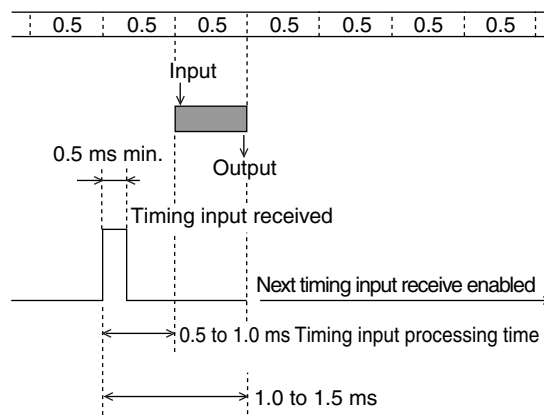 0.5 0.5 0.5 0.5 0.5 0.5 0.5
Input
0.5 ms min.
Output
Timing input received
Next timing input receive enabled
0.5 to 1.0 ms Timing input processing time
1.0 to 1.5 ms